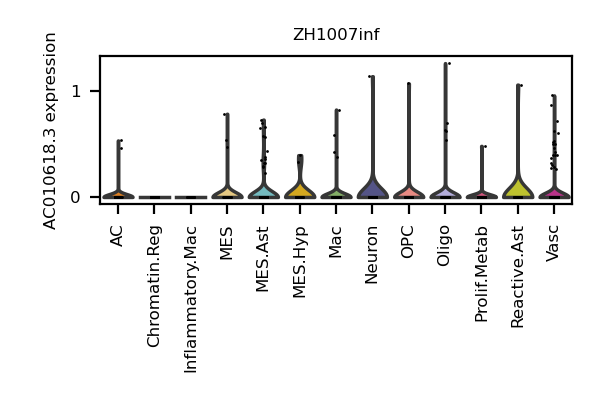 ZH1007inf
AC010618.3 expression
1
0
AC
Chromatin.Reg
Inflammatory.Mac
MES
MES.Ast
MES.Hyp
Mac
Neuron
OPC
Oligo
Prolif.Metab
Reactive.Ast
Vasc